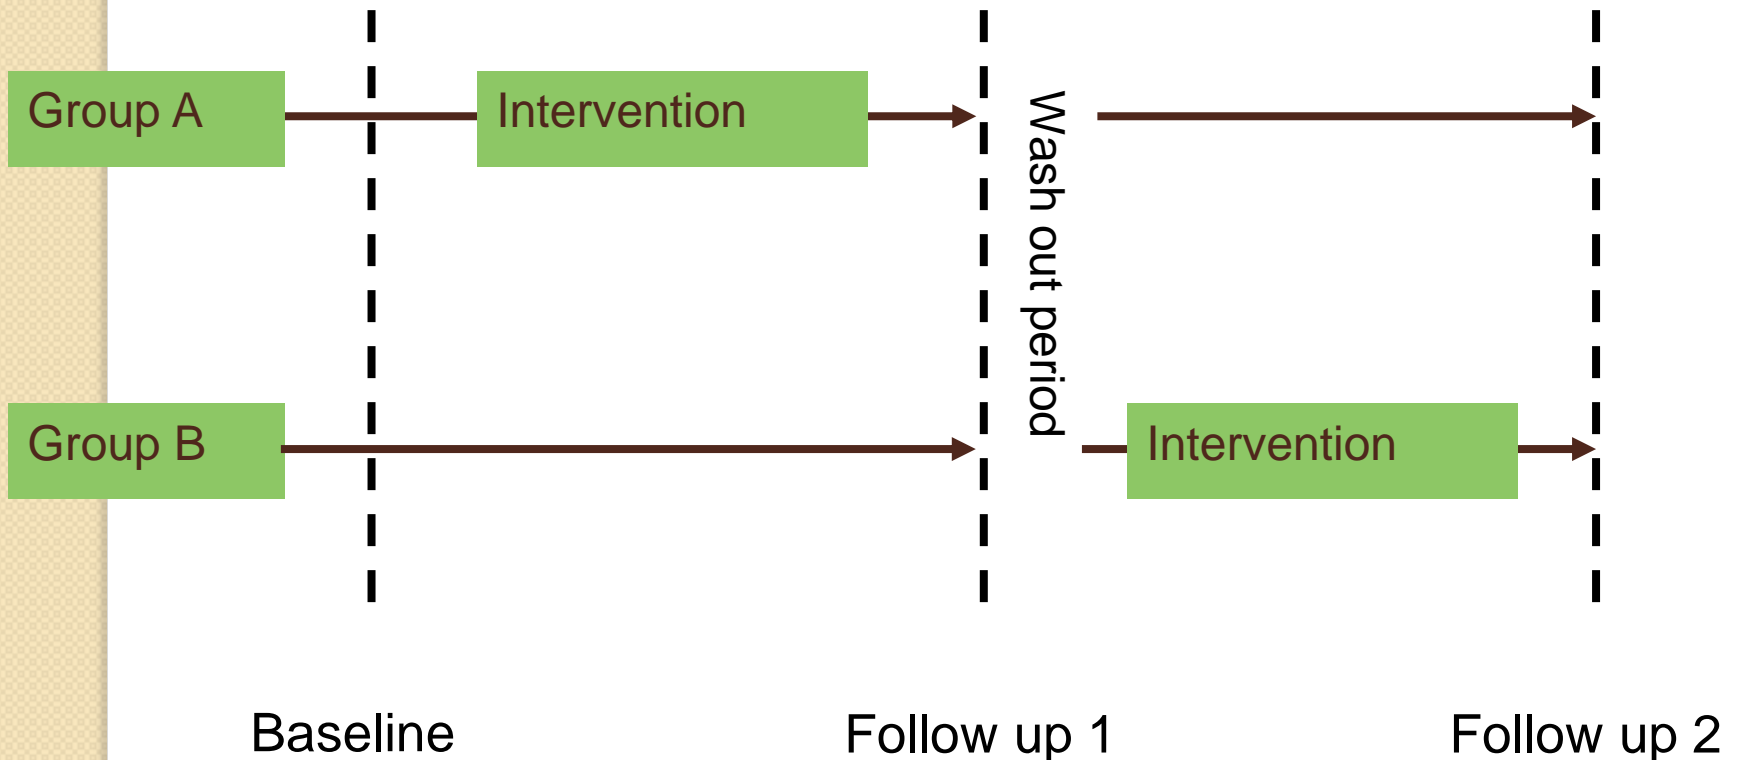 Group A
Intervention
Wash out period
Group B
Intervention
Baseline
Follow up 1
Follow up 2